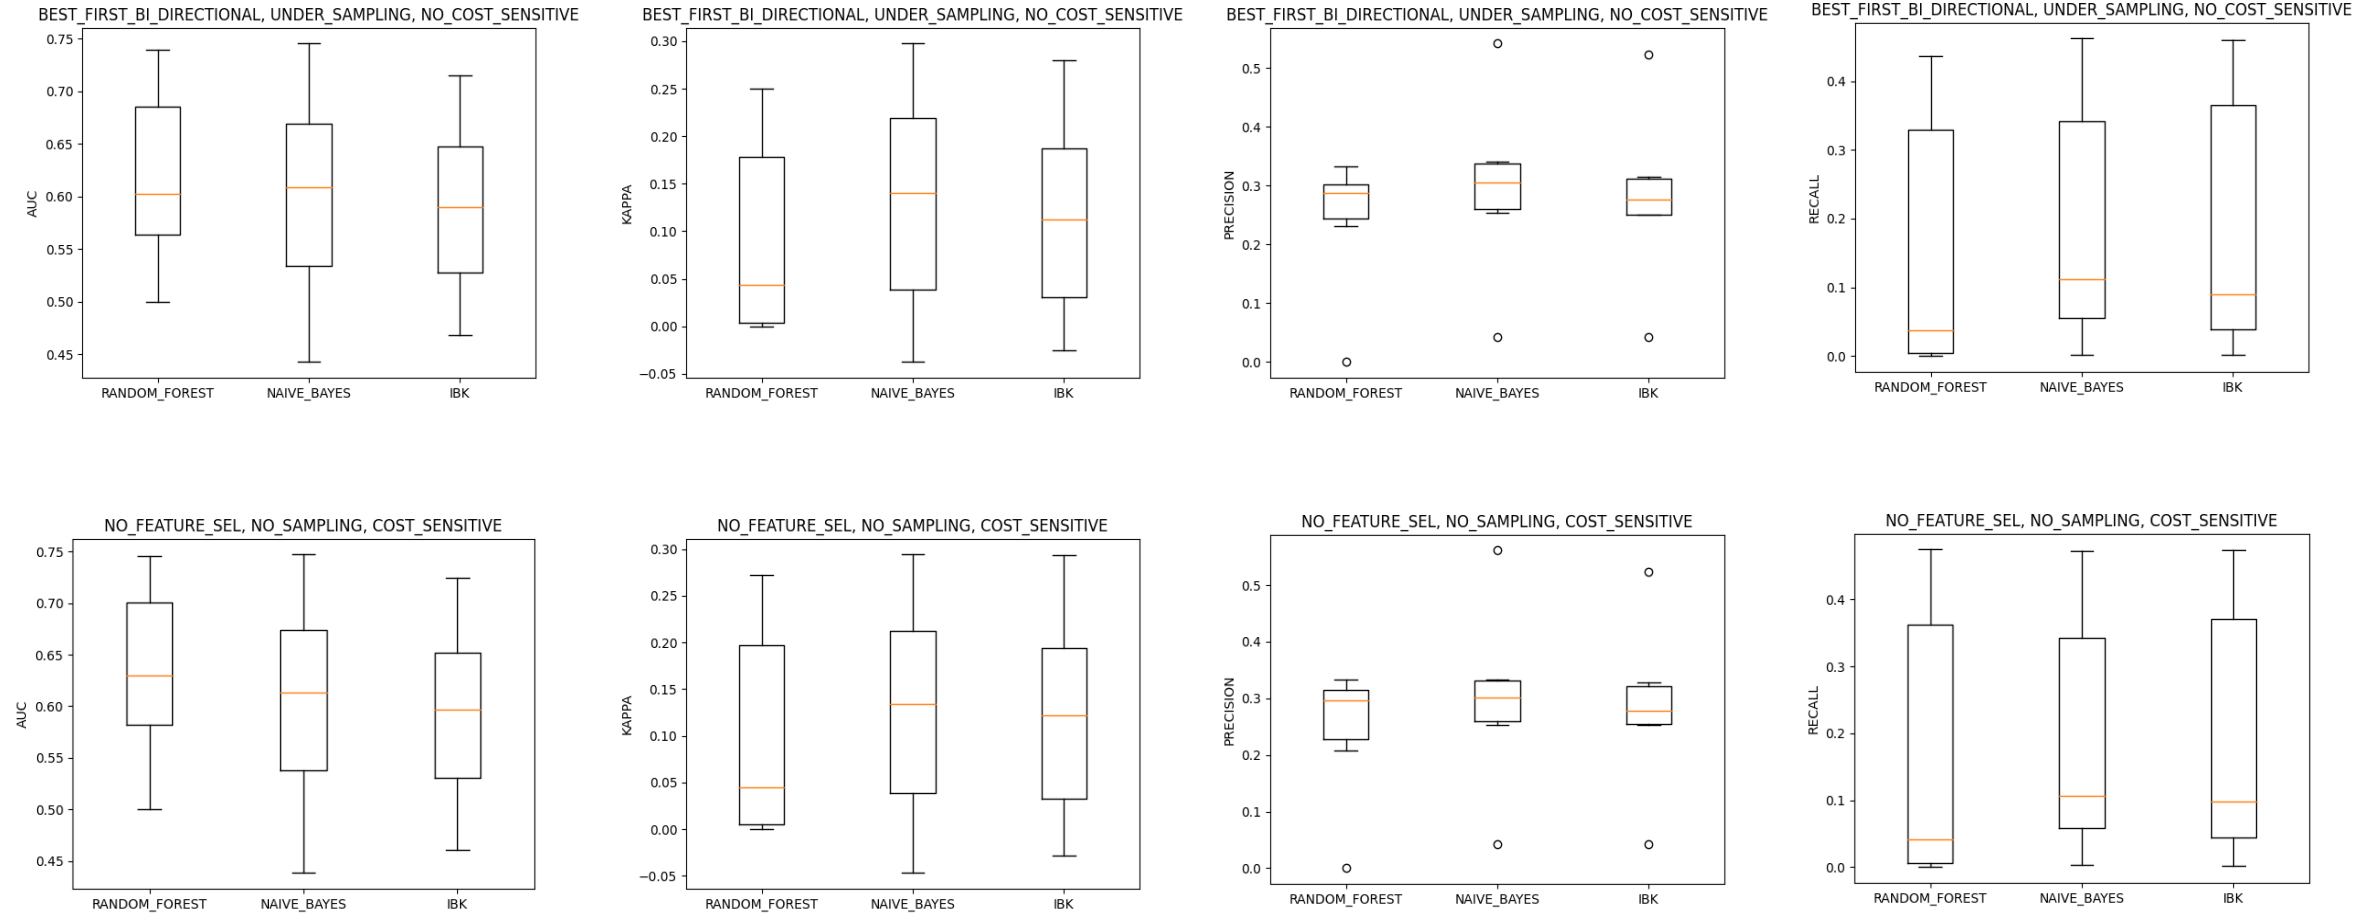 BEST_FIRST_BI_DIRECTIONAL, UNDER_SAMPLING, NO_COST_SENSITIVE
AUC
0.75
0.70
0.65
0.60
0.55
0.50
0.45
RANDOM_FOREST NAIVE_BAYES IBK
BEST_FIRST_BI_DIRECTIONAL, UNDER_SAMPLING, NO_COST_SENSITIVE
KAPPA
0.30
0.25
0.20
0.15
0.10
0.05
0.00
−0.05
RANDOM_FOREST NAIVE_BAYES IBK
BEST_FIRST_BI_DIRECTIONAL, UNDER_SAMPLING, NO_COST_SENSITIVE
PRECISION
0.5
0.4
0.3
0.2
0.1
0.0
RANDOM_FOREST NAIVE_BAYES IBK
BEST_FIRST_BI_DIRECTIONAL, UNDER_SAMPLING, NO_COST_SENSITIVE
RECALL
0.4
0.3
0.2
0.1
0.0
RANDOM_FOREST NAIVE_BAYES IBK
NO_FEATURE_SEL, NO_SAMPLING, COST_SENSITIVE
AUC
0.75
0.70
0.65
0.60
0.55
0.50
0.45
RANDOM_FOREST NAIVE_BAYES IBK
NO_FEATURE_SEL, NO_SAMPLING, COST_SENSITIVE
KAPPA
0.30
0.25
0.20
0.15
0.10
0.05
0.00
−0.05
RANDOM_FOREST NAIVE_BAYES IBK
NO_FEATURE_SEL, NO_SAMPLING, COST_SENSITIVE
PRECISION
0.5
0.4
0.3
0.2
0.1
0.0
RANDOM_FOREST NAIVE_BAYES IBK
NO_FEATURE_SEL, NO_SAMPLING, COST_SENSITIVE
RECALL
0.4
0.3
0.2
0.1
0.0
RANDOM_FOREST NAIVE_BAYES IBK